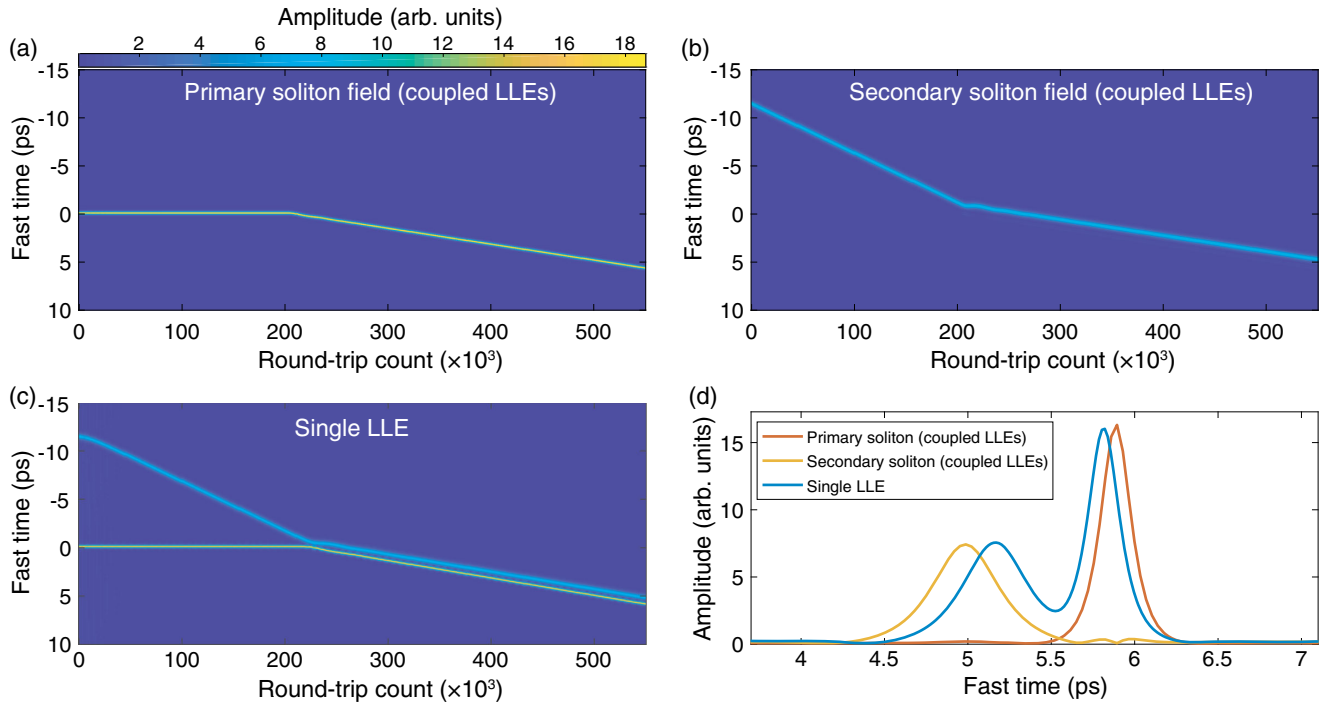 Amplitude (arb. units)
(a)
2 4 6 8 10 12 14 16 18
-15
-10
-5
0
5
10
Fast time (ps)
Primary soliton field (coupled LLEs)
0 100 200 300 400 500
Round-trip count (×10³)
(b)
-15
-10
-5
0
5
10
Fast time (ps)
Secondary soliton field (coupled LLEs)
0 100 200 300 400 500
Round-trip count (×10³)
(c)
-15
-10
-5
0
5
10
Fast time (ps)
Single LLE
0 100 200 300 400 500
Round-trip count (×10³)
(d)
15
10
5
0
Amplitude (arb. units)
Primary soliton (coupled LLEs)
Secondary soliton (coupled LLEs)
Single LLE
4 4.5 5 5.5 6 6.5 7
Fast time (ps)